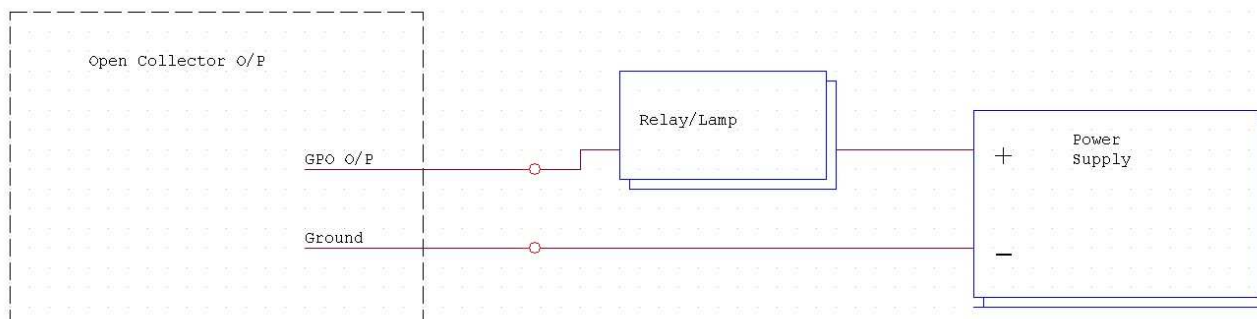 Open Collector O/P
Relay/Lamp
Power
Supply
+
GPO O/P
Ground
−